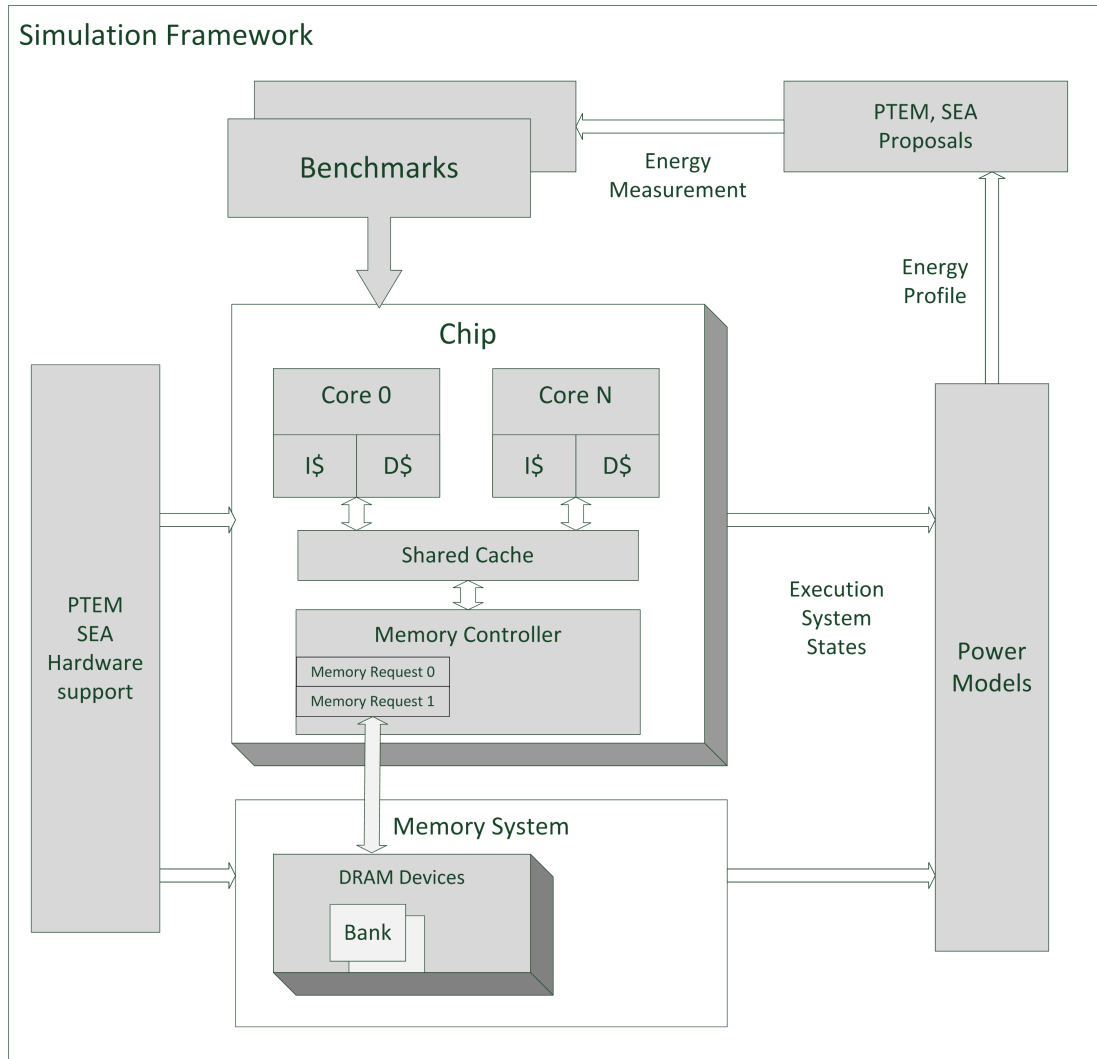 Simulation Framework
PTEM, SEA
Proposals
Benchmarks
Energy
Measurement
Energy
Profile
Chip
Core 0
Core N
I$
D$
I$
D$
Shared Cache
Memory Controller
Memory Request 0
Memory Request 1
PTEM
SEA
Hardware
support
Execution
System
States
Power
Models
Memory System
DRAM Devices
Bank